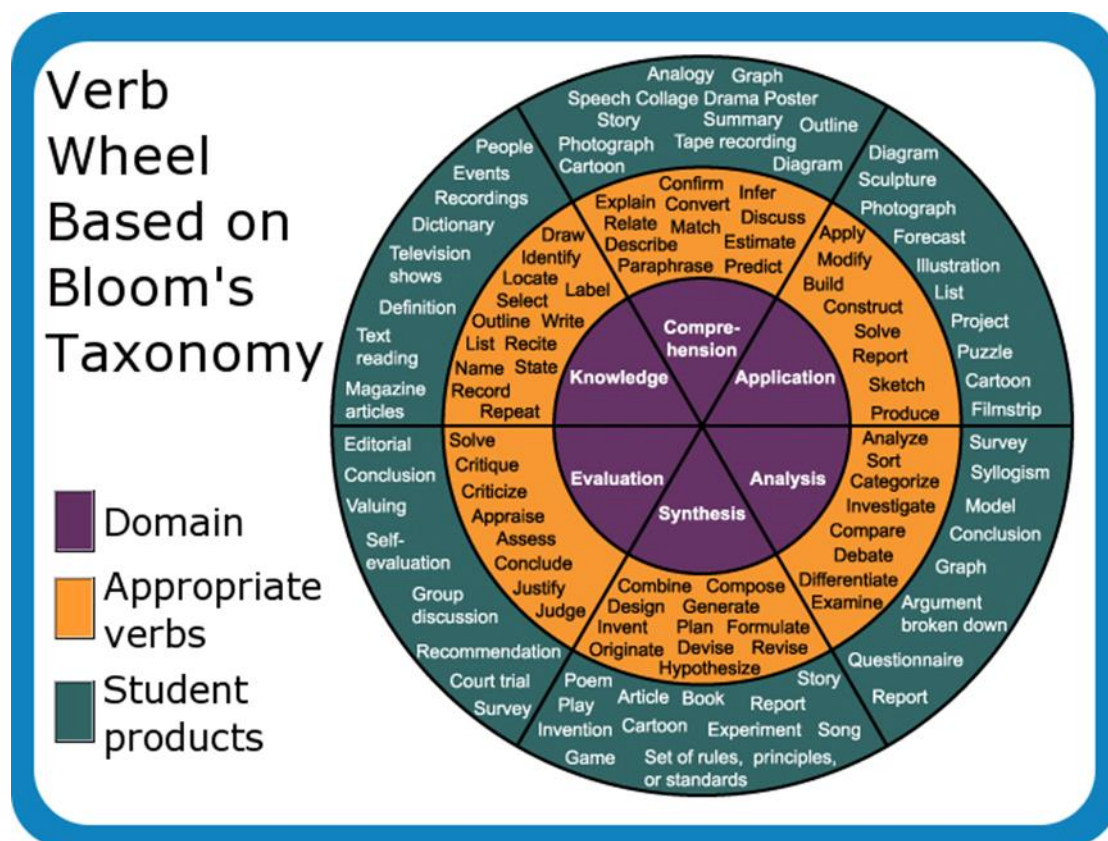 Verb
Wheel
Based on
Bloom's
Taxonomy
Domain
Appropriate
verbs
Student
products
Knowledge
Compre-
hension
Application
Analysis
Synthesis
Evaluation
Draw
Identify
Locate
Label
Select
Outline Write
List Recite
Name State
Record
Repeat
Confirm
Infer
Explain Convert
Relate Match Discuss
Describe Estimate
Paraphrase Predict
Apply
Modify
Build
Construct
Solve
Report
Sketch
Produce
Analyze
Sort
Categorize
Investigate
Compare
Debate
Differentiate
Examine
Combine Compose
Design Generate
Invent Plan Formulate
Originate Devise Revise
Hypothesize
Solve
Critique
Criticize
Appraise
Assess
Conclude
Justify
Judge
People
Events
Recordings
Dictionary
Television
shows
Definition
Text
reading
Magazine
articles
Analogy Graph
Speech Collage Drama Poster
Story Summary Outline
Photograph Tape recording
Cartoon Diagram
Diagram
Sculpture
Photograph
Forecast
Illustration
List
Project
Puzzle
Cartoon
Filmstrip
Survey
Syllogism
Model
Conclusion
Graph
Argument
broken down
Questionnaire
Report
Poem Story
Play Article Book Report
Invention Cartoon Experiment Song
Game Set of rules, principles,
or standards
Editorial
Conclusion
Valuing
Self-
evaluation
Group
discussion
Recommendation
Court trial
Survey